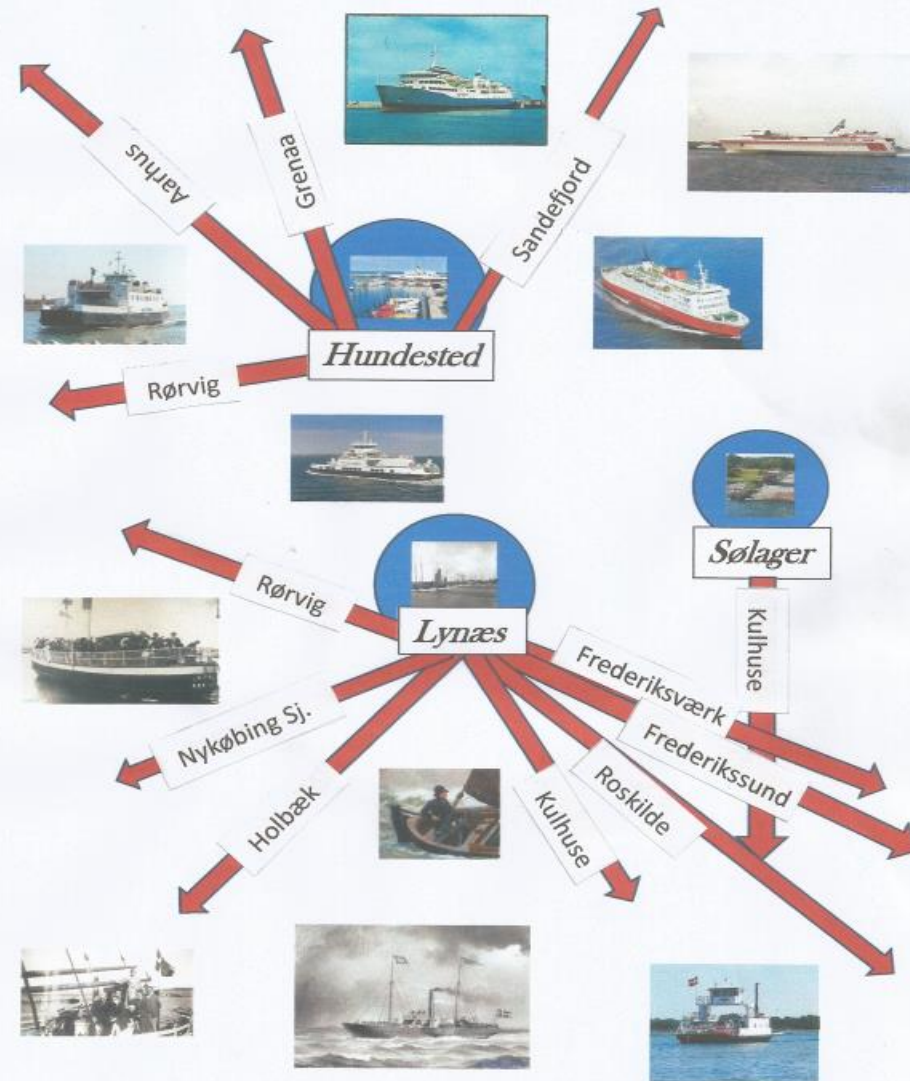 Aarhus
Grenaa
Sandefjord
Hundested
Rørvig
Sølager
Rørvig
Lynæs
Kulhuse
Frederiksværk
Nykøbing Sj.
Frederikssund
Holbæk
Kulhuse
Roskilde